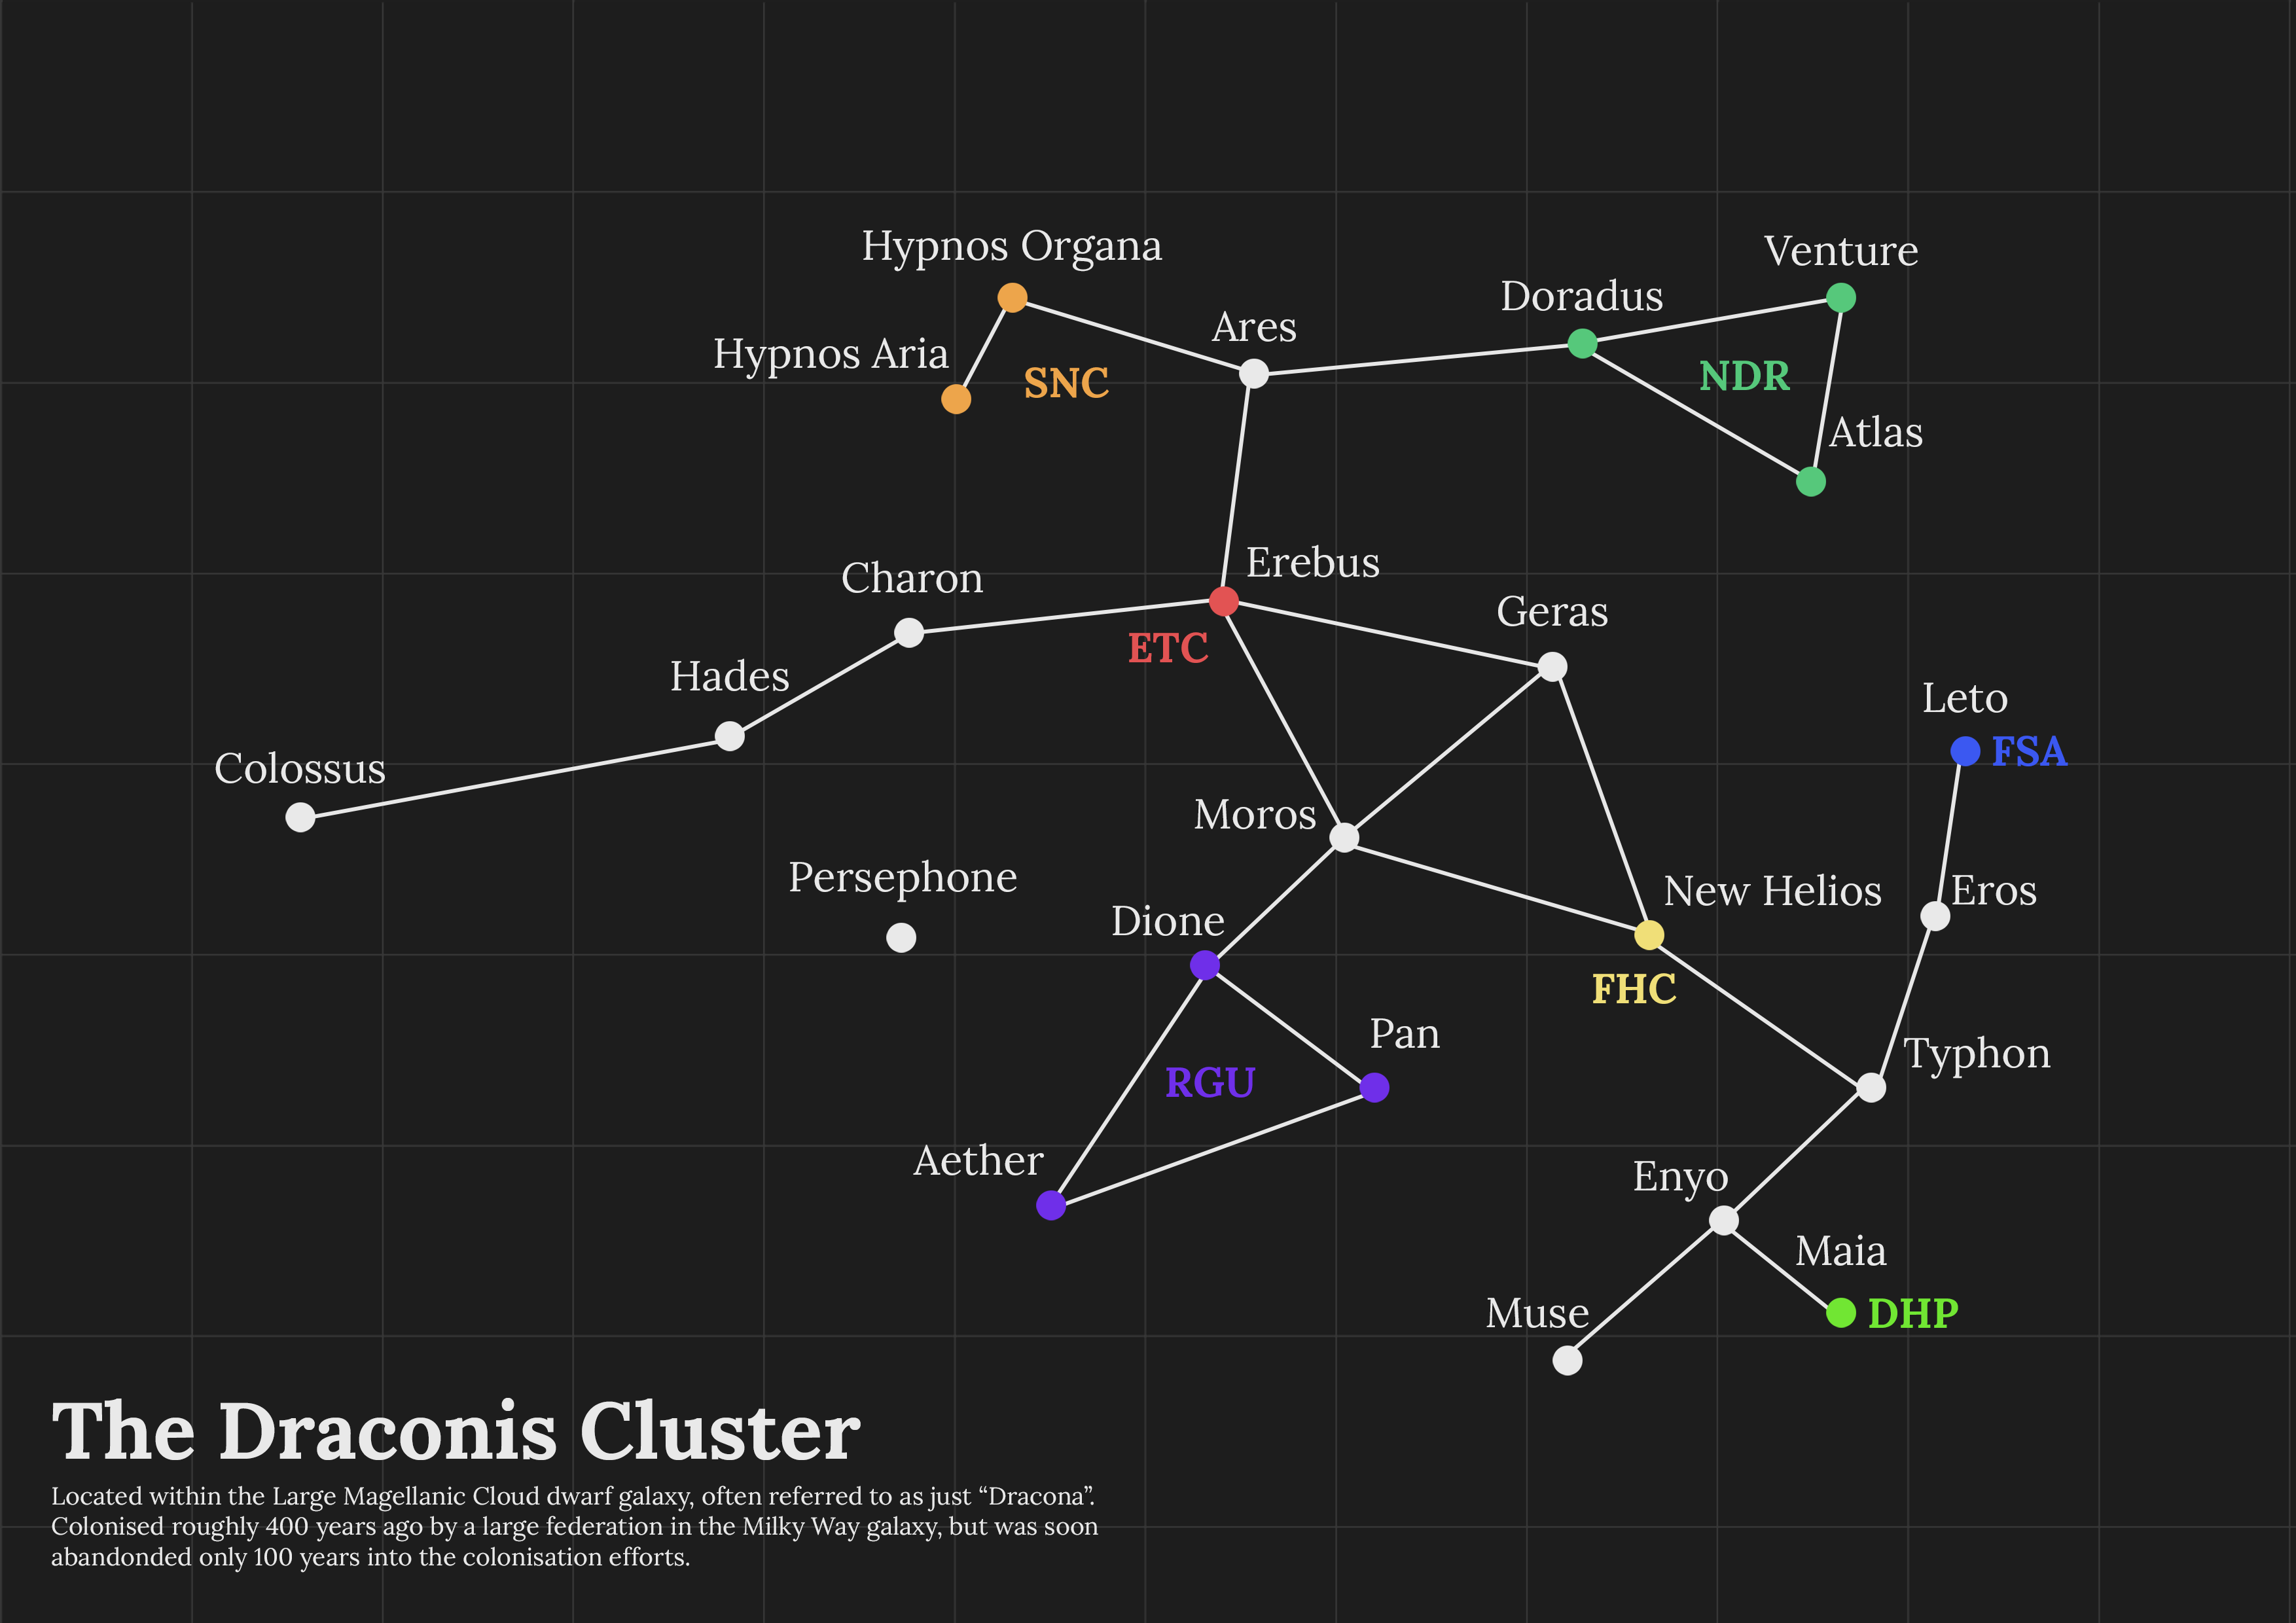 Hypnos Organa
Venture
Doradus
Ares
Hypnos Aria
SNC
NDR
Atlas
Erebus
Charon
Geras
ETC
Hades
Leto
FSA
Colossus
Moros
Persephone
New Helios
Eros
Dione
FHC
Pan
Typhon
RGU
Aether
Enyo
Maia
Muse
DHP
The Draconis Cluster
Located within the Large Magellanic Cloud dwarf galaxy, often referred to as just “Dracona”.
Colonised roughly 400 years ago by a large federation in the Milky Way galaxy, but was soon
abandonded only 100 years into the colonisation efforts.